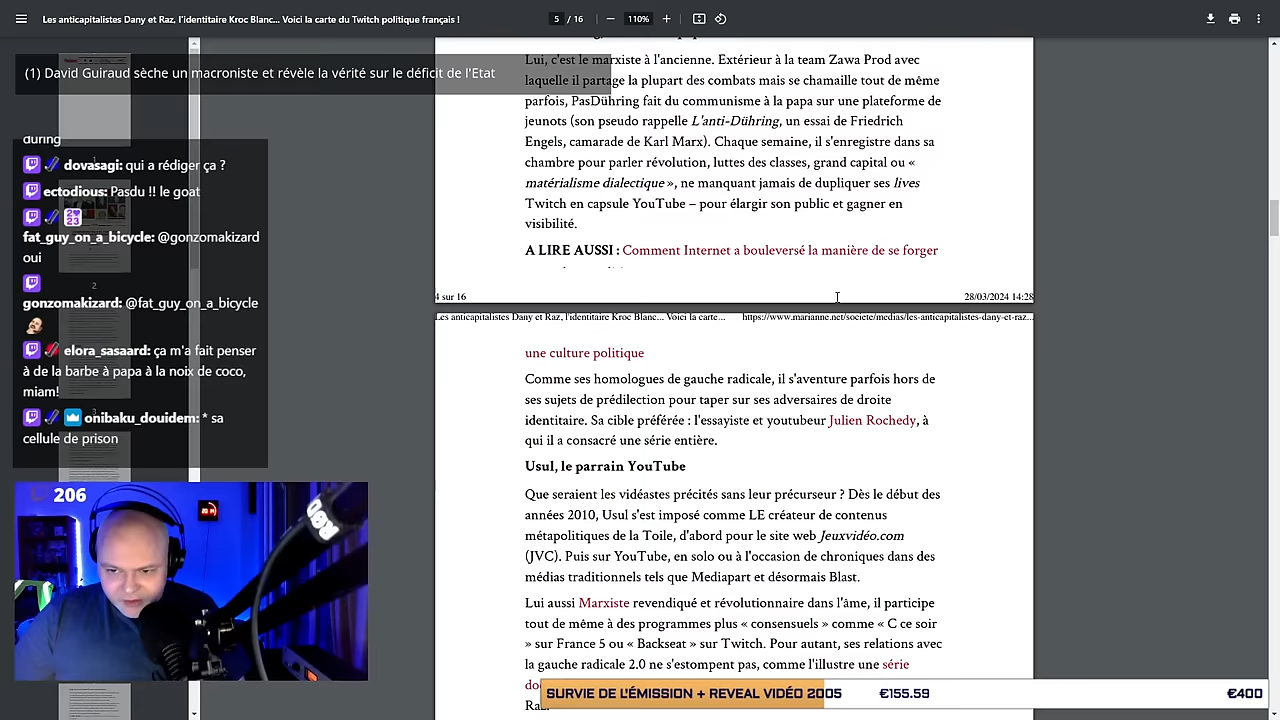 Les anticapitalistes Dany et Raz, l'identitaire Kroc Blanc... Voici la carte du Twitch politique français !
5 / 16
110%
(1) David Guiraud sèche un macroniste et révèle la vérité sur le déficit de l'Etat
during
dovasagi: qui a rédiger ça ?
ectodious: Pasdu !! le goat
23
fat_guy_on_a_bicycle: @gonzomakizard
oui
2
gonzomakizard: @fat_guy_on_a_bicycle
elora_sasaard: ça m'a fait penser
à de la barbe à papa à la noix de coco,
miam!
onibaku_douidem: * sa
cellule de prison
206
Lui, c'est le marxiste à l'ancienne. Extérieur à la team Zawa Prod avec
laquelle il partage la plupart des combats mais se chamaille tout de même
parfois, PasDühring fait du communisme à la papa sur une plateforme de
jeunots (son pseudo rappelle L'anti-Dühring, un essai de Friedrich
Engels, camarade de Karl Marx). Chaque semaine, il s'enregistre dans sa
chambre pour parler révolution, luttes des classes, grand capital ou «
matérialisme dialectique », ne manquant jamais de dupliquer ses lives
Twitch en capsule YouTube – pour élargir son public et gagner en
visibilité.
A LIRE AUSSI : Comment Internet a bouleversé la manière de se forger
4 sur 16
28/03/2024 14:28
Les anticapitalistes Dany et Raz, l'identitaire Kroc Blanc... Voici la carte...
https://www.marianne.net/societe/medias/les-anticapitalistes-dany-et-raz...
une culture politique
Comme ses homologues de gauche radicale, il s'aventure parfois hors de
ses sujets de prédilection pour taper sur ses adversaires de droite
identitaire. Sa cible préférée : l'essayiste et youtubeur Julien Rochedy, à
qui il a consacré une série entière.
Usul, le parrain YouTube
Que seraient les vidéastes précités sans leur précurseur ? Dès le début des
années 2010, Usul s'est imposé comme LE créateur de contenus
métapolitiques de la Toile, d'abord pour le site web Jeuxvidéo.com
(JVC). Puis sur YouTube, en solo ou à l'occasion de chroniques dans des
médias traditionnels tels que Mediapart et désormais Blast.
Lui aussi Marxiste revendiqué et révolutionnaire dans l'âme, il participe
tout de même à des programmes plus « consensuels » comme « C ce soir
» sur France 5 ou « Backseat » sur Twitch. Pour autant, ses relations avec
la gauche radicale 2.0 ne s'estompent pas, comme l'illustre une série
SURVIE DE L'ÉMISSION + REVEAL VIDÉO 2005
€155.59
€400